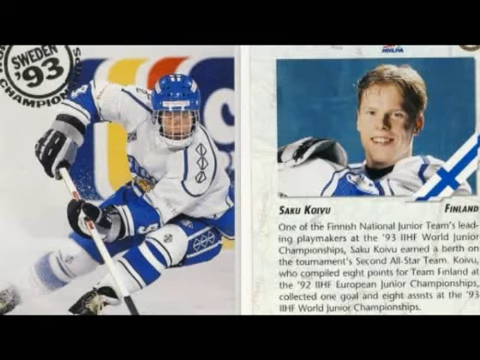 SWEDEN
'93
WORLD CHAMPIONSHIPS
NHLPA
SAKU KOIVU FINLAND
One of the Finnish National Junior Team's lead-
ing playmakers at the '93 IIHF World Junior
Championships, Saku Koivu earned a berth on
the tournament's Second All-Star Team. Koivu,
who compiled eight points for Team Finland at
the '92 IIHF European Junior Championships,
collected one goal and eight assists at the '93
IIHF World Junior Championships.